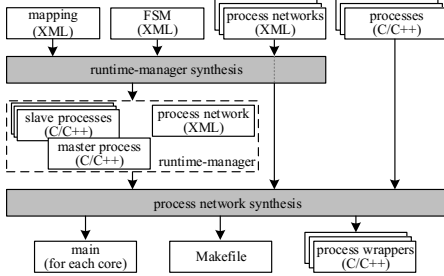 mapping
(XML)
FSM
(XML)
process networks
(XML)
processes
(C/C++)
runtime-manager synthesis
slave processes
(C/C++)
process network
(XML)
master process
(C/C++)
runtime-manager
process network synthesis
main
(for each core)
Makefile
process wrappers
(C/C++)